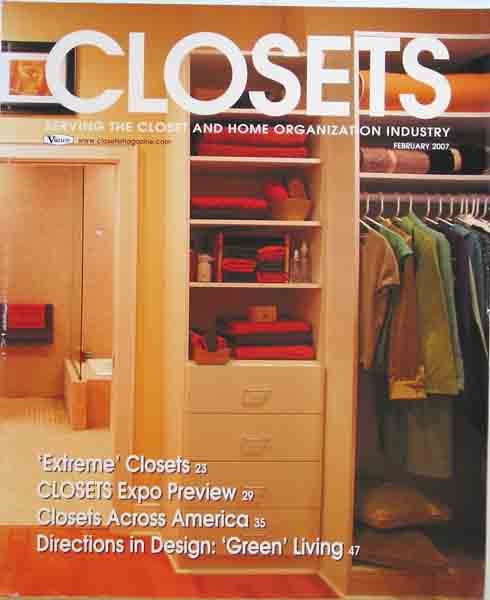 CLOSETS
SERVING THE CLOSET AND HOME ORGANIZATION INDUSTRY
Vance www.closetsmagazine.com
FEBRUARY 2007
'Extreme' Closets 23
CLOSETS Expo Preview 29
Closets Across America 35
Directions in Design: 'Green' Living 47